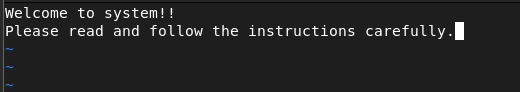 Welcome to system!!
Please read and follow the instructions carefully.
~
~
~